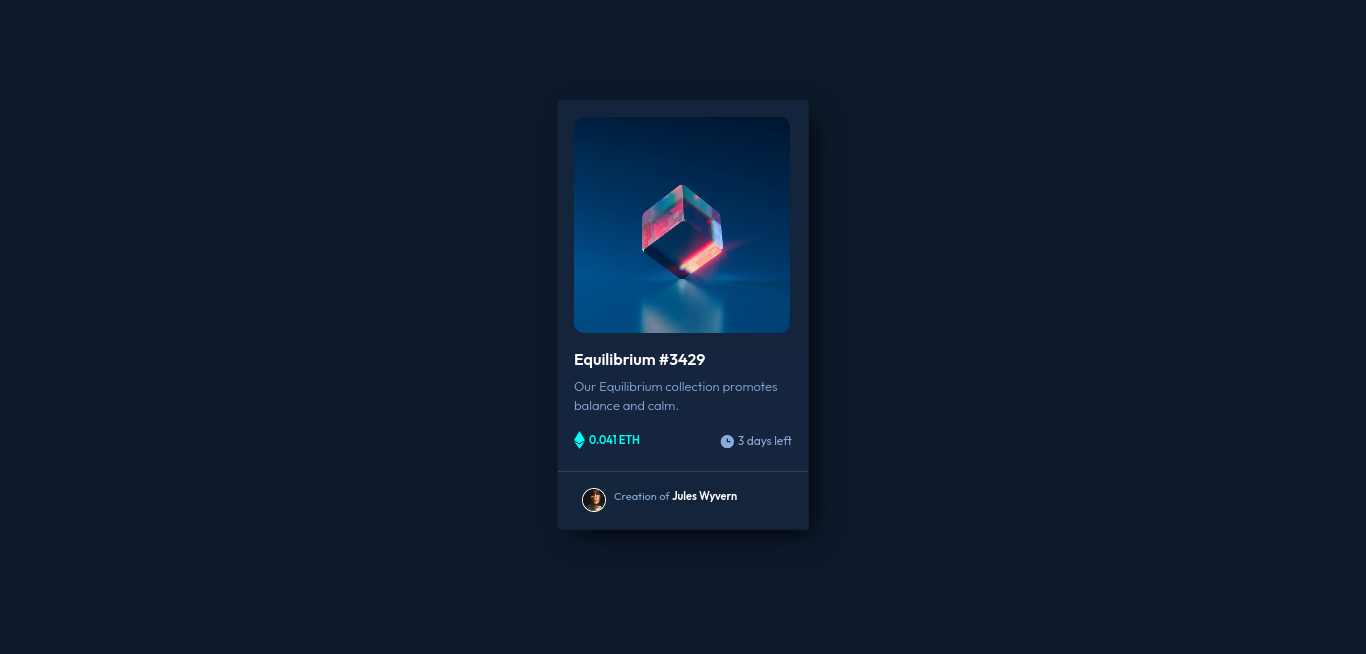 Equilibrium #3429
Our Equilibrium collection promotes
balance and calm.
0.041 ETH 3 days left
Creation of Jules Wyvern